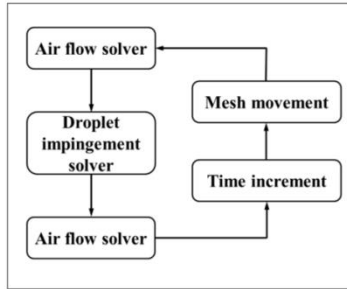 Air flow solver
Droplet
impingement
solver
Air flow solver
Time increment
Mesh movement